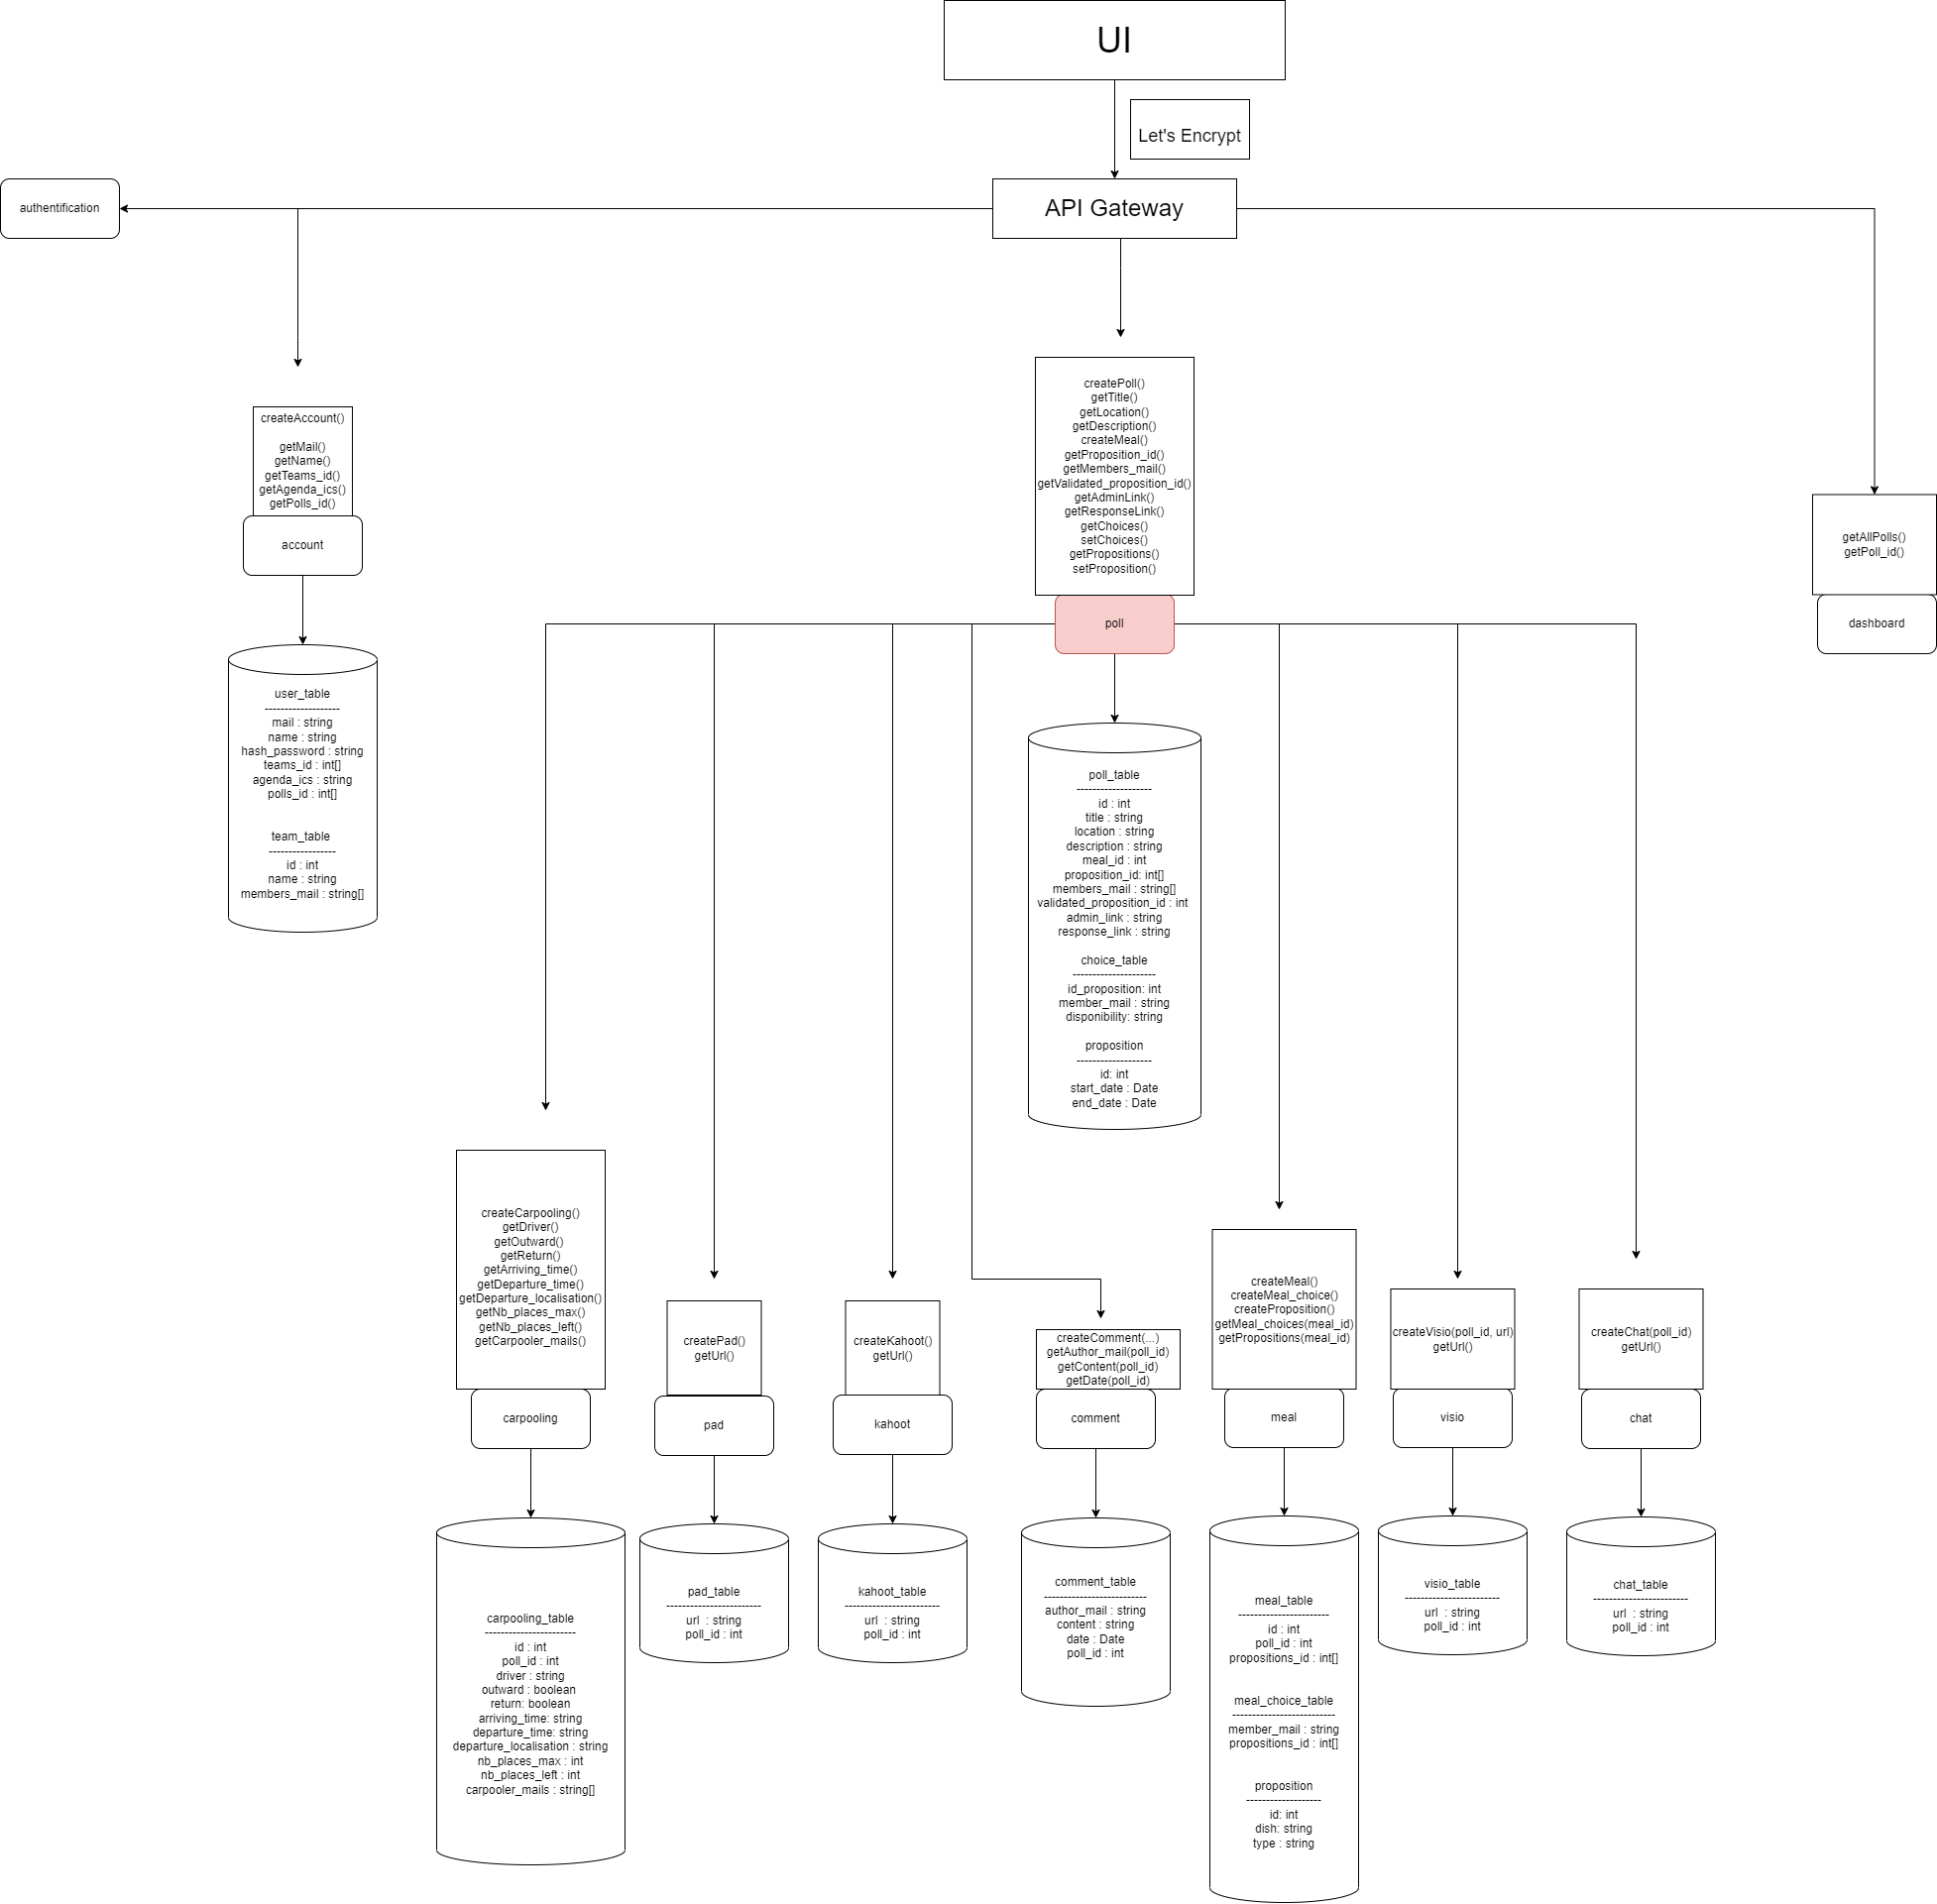 UI
Let's Encrypt
authentification
API Gateway
createAccount()
getMail()
getName()
getTeams_id()
getAgenda_ics()
getPolls_id()
account
user_table
-------------------
mail : string
name : string
hash_password : string
teams_id : int[]
agenda_ics : string
polls_id : int[]
team_table
-----------------
id : int
name : string
members_mail : string[]
createPoll()
getTitle()
getLocation()
getDescription()
createMeal()
getProposition_id()
getMembers_mail()
getValidated_proposition_id()
getAdminLink()
getResponseLink()
getChoices()
setChoices()
getPropositions()
setProposition()
poll
poll_table
-------------------
id : int
title : string
location : string
description : string
meal_id : int
proposition_id: int[]
members_mail : string[]
validated_proposition_id : int
admin_link : string
response_link : string
choice_table
---------------------
id_proposition: int
member_mail : string
disponibility: string
proposition
-------------------
id: int
start_date : Date
end_date : Date
getAllPolls()
getPoll_id()
dashboard
createCarpooling()
getDriver()
getOutward()
getReturn()
getArriving_time()
getDeparture_time()
getDeparture_localisation()
getNb_places_max()
getNb_places_left()
getCarpooler_mails()
carpooling
carpooling_table
-----------------------
id : int
poll_id : int
driver : string
outward : boolean
return: boolean
arriving_time: string
departure_time: string
departure_localisation : string
nb_places_max : int
nb_places_left : int
carpooler_mails : string[]
createPad()
getUrl()
pad
pad_table
------------------------
url : string
poll_id : int
createKahoot()
getUrl()
kahoot
kahoot_table
------------------------
url : string
poll_id : int
createComment(...)
getAuthor_mail(poll_id)
getContent(poll_id)
getDate(poll_id)
comment
comment_table
--------------------------
author_mail : string
content : string
date : Date
poll_id : int
createMeal()
createMeal_choice()
createProposition()
getMeal_choices(meal_id)
getPropositions(meal_id)
meal
meal_table
-----------------------
id : int
poll_id : int
propositions_id : int[]
meal_choice_table
--------------------------
member_mail : string
propositions_id : int[]
proposition
-------------------
id: int
dish: string
type : string
createVisio(poll_id, url)
getUrl()
visio
visio_table
------------------------
url : string
poll_id : int
createChat(poll_id)
getUrl()
chat
chat_table
------------------------
url : string
poll_id : int